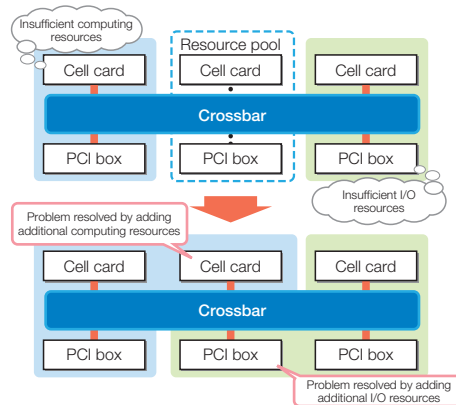 Insufficient computing
resources
Resource pool
Cell card
Cell card
Cell card
Crossbar
PCI box
PCI box
PCI box
Insufficient I/O
resources
Problem resolved by adding
additional computing resources
Cell card
Cell card
Cell card
Crossbar
PCI box
PCI box
PCI box
Problem resolved by adding
additional I/O resources